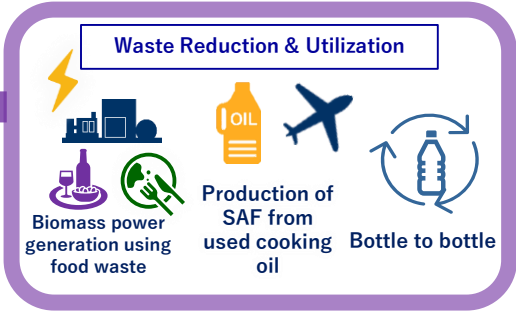 Waste Reduction & Utilization
OIL
Biomass power
generation using
food waste
Production of
SAF from
used cooking
oil
Bottle to bottle